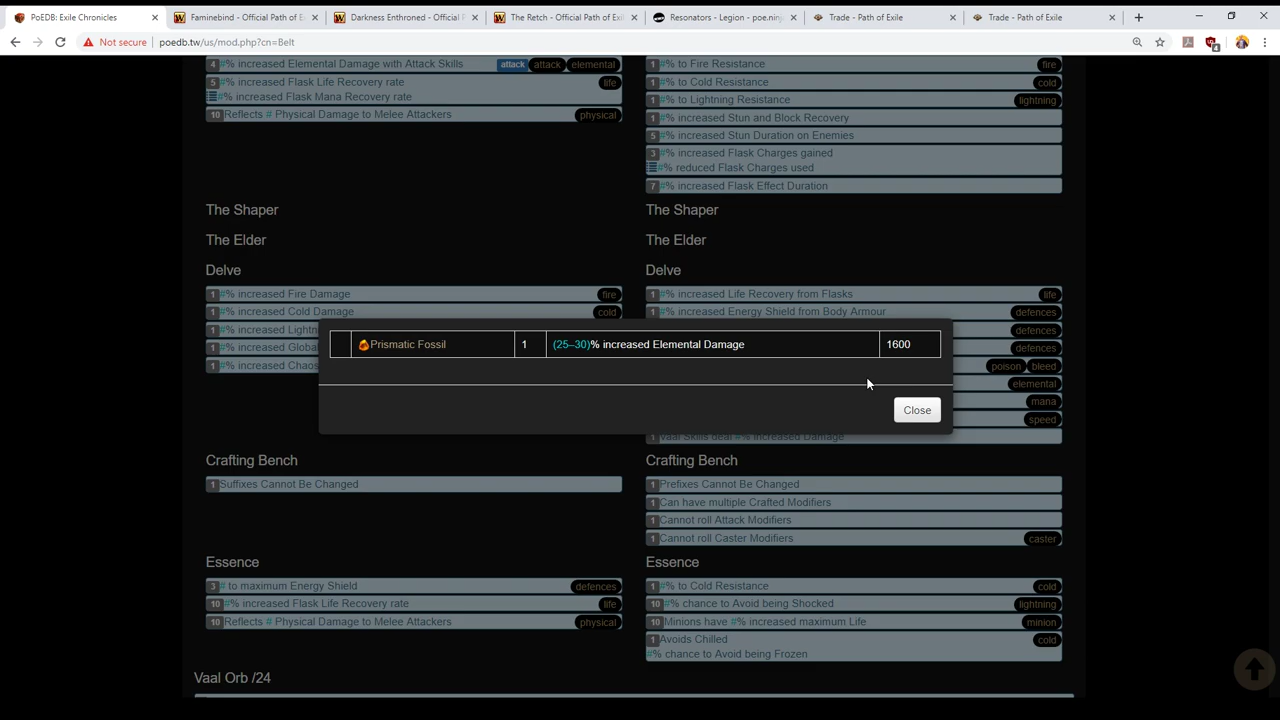 PoEDB: Exile Chronicles
Faminebind - Official Path of E
Darkness Enthroned - Official P
The Retch - Official Path of Exi
Resonators - Legion - poe.ninj
Trade - Path of Exile
Trade - Path of Exile
Not secure
poedb.tw/us/mod.php?cn=Belt
4 #% increased Elemental Damage with Attack Skills attack attack elemental
5 #% increased Flask Life Recovery rate life
#% increased Flask Mana Recovery rate
10 Reflects # Physical Damage to Melee Attackers physical
1 #% to Fire Resistance fire
1 #% to Cold Resistance cold
1 #% to Lightning Resistance lightning
1 #% increased Stun and Block Recovery
5 #% increased Stun Duration on Enemies
3 #% increased Flask Charges gained
#% reduced Flask Charges used
7 #% increased Flask Effect Duration
The Shaper
The Shaper
The Elder
The Elder
Delve
Delve
1 #% increased Fire Damage fire
1 #% increased Cold Damage cold
1 #% increased Lightn
1 #% increased Global
1 #% increased Chaos
1 #% increased Life Recovery from Flasks life
1 #% increased Energy Shield from Body Armour defences
defences
defences
poison bleed
elemental
mana
speed
1 Vaal Skills deal #% increased Damage
Prismatic Fossil 1 (25–30)% increased Elemental Damage 1600
Close
Crafting Bench
Crafting Bench
1 Suffixes Cannot Be Changed
1 Prefixes Cannot Be Changed
1 Can have multiple Crafted Modifiers
1 Cannot roll Attack Modifiers
1 Cannot roll Caster Modifiers caster
Essence
Essence
3 # to maximum Energy Shield defences
10 #% increased Flask Life Recovery rate life
10 Reflects # Physical Damage to Melee Attackers physical
1 #% to Cold Resistance cold
10 #% chance to Avoid being Shocked lightning
10 Minions have #% increased maximum Life minion
1 Avoids Chilled cold
#% chance to Avoid being Frozen
Vaal Orb /24